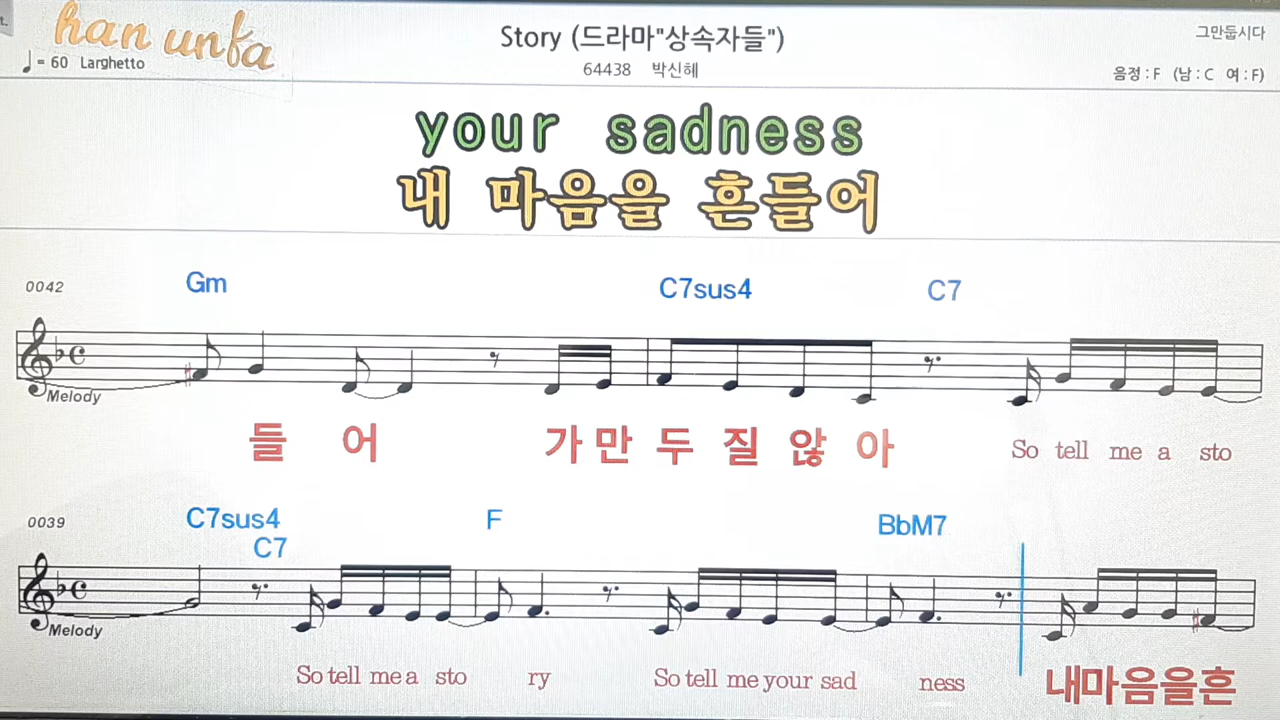 t.
han unfa
♩= 60 Larghetto
Story (드라마"상속자들")
64438 박신혜
그만둡시다
음정 : F (남 : C 여 : F)
your sadness
내 마음을 흔들어
0042
Gm C7sus4 C7
Melody
들 어 가 만 두 질 않 아 So tell me a sto
0039
C7sus4 F BbM7
C7
Melody
So tell me a sto ry So tell me your sad ness 내마음을흔